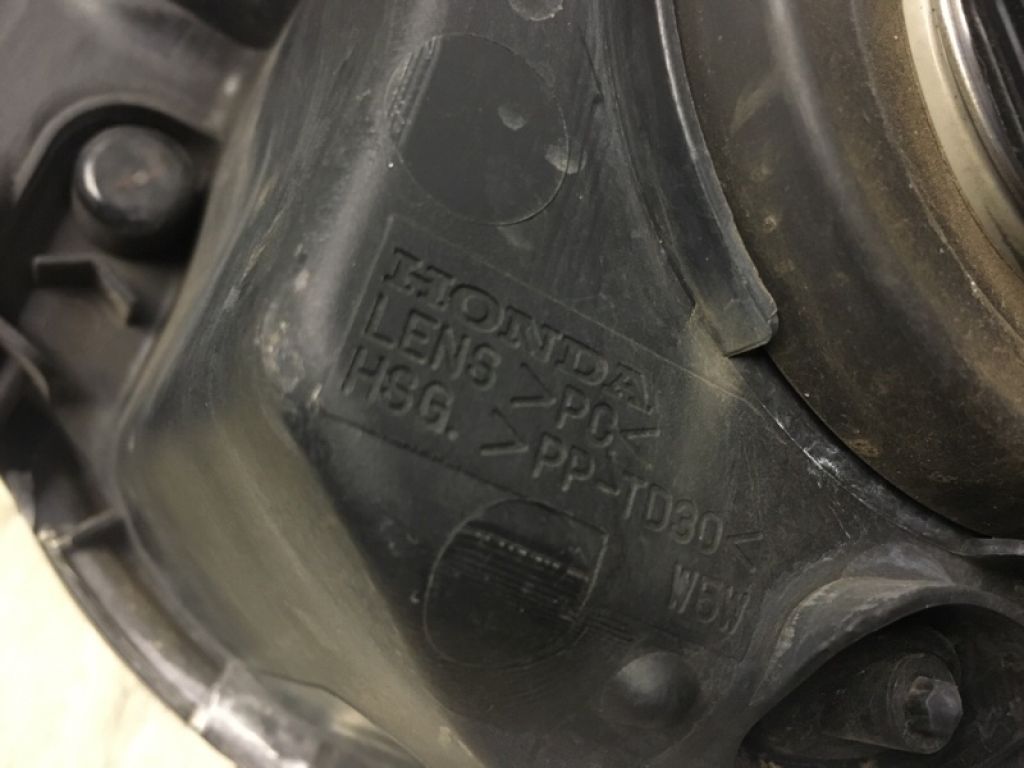 HONDA
LENS >PC<
HSG. >PP-TD30<
W5W